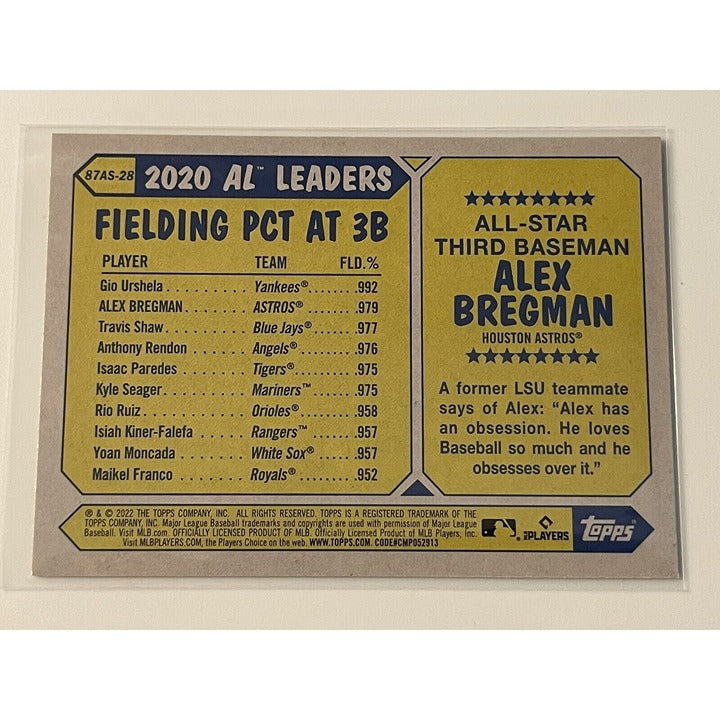 87AS-28
2020 AL™ LEADERS
FIELDING PCT AT 3B
PLAYER TEAM FLD.%
Gio Urshela . . . . . . . . Yankees® . . . . . . .992
ALEX BREGMAN. . . . . ASTROS® . . . . . . .979
Travis Shaw . . . . . . . . Blue Jays® . . . . . .977
Anthony Rendon . . . . . Angels® . . . . . . . .976
Isaac Paredes . . . . . . . Tigers® . . . . . . . .975
Kyle Seager . . . . . . . . Mariners™ . . . . . .975
Rio Ruiz . . . . . . . . . . . Orioles® . . . . . . . .958
Isiah Kiner-Falefa . . . . Rangers™ . . . . . . .957
Yoan Moncada . . . . . . White Sox® . . . . .957
Maikel Franco . . . . . . . Royals® . . . . . . . .952
ALL-STAR
THIRD BASEMAN
ALEX
BREGMAN
HOUSTON ASTROS®
A former LSU teammate
says of Alex: “Alex has
an obsession. He loves
Baseball so much and he
obsesses over it.”
® & © 2022 THE TOPPS COMPANY, INC. ALL RIGHTS RESERVED. TOPPS IS A REGISTERED TRADEMARK OF THE
TOPPS COMPANY, INC. Major League Baseball trademarks and copyrights are used with permission of Major League
Baseball. Visit MLB.com. OFFICIALLY LICENSED PRODUCT OF MLB. Officially Licensed Product of MLB Players, Inc.
Visit MLBPLAYERS.com, the Players Choice on the web. WWW.TOPPS.COM. CODE#CMP052913
MLB PLAYERS
topps